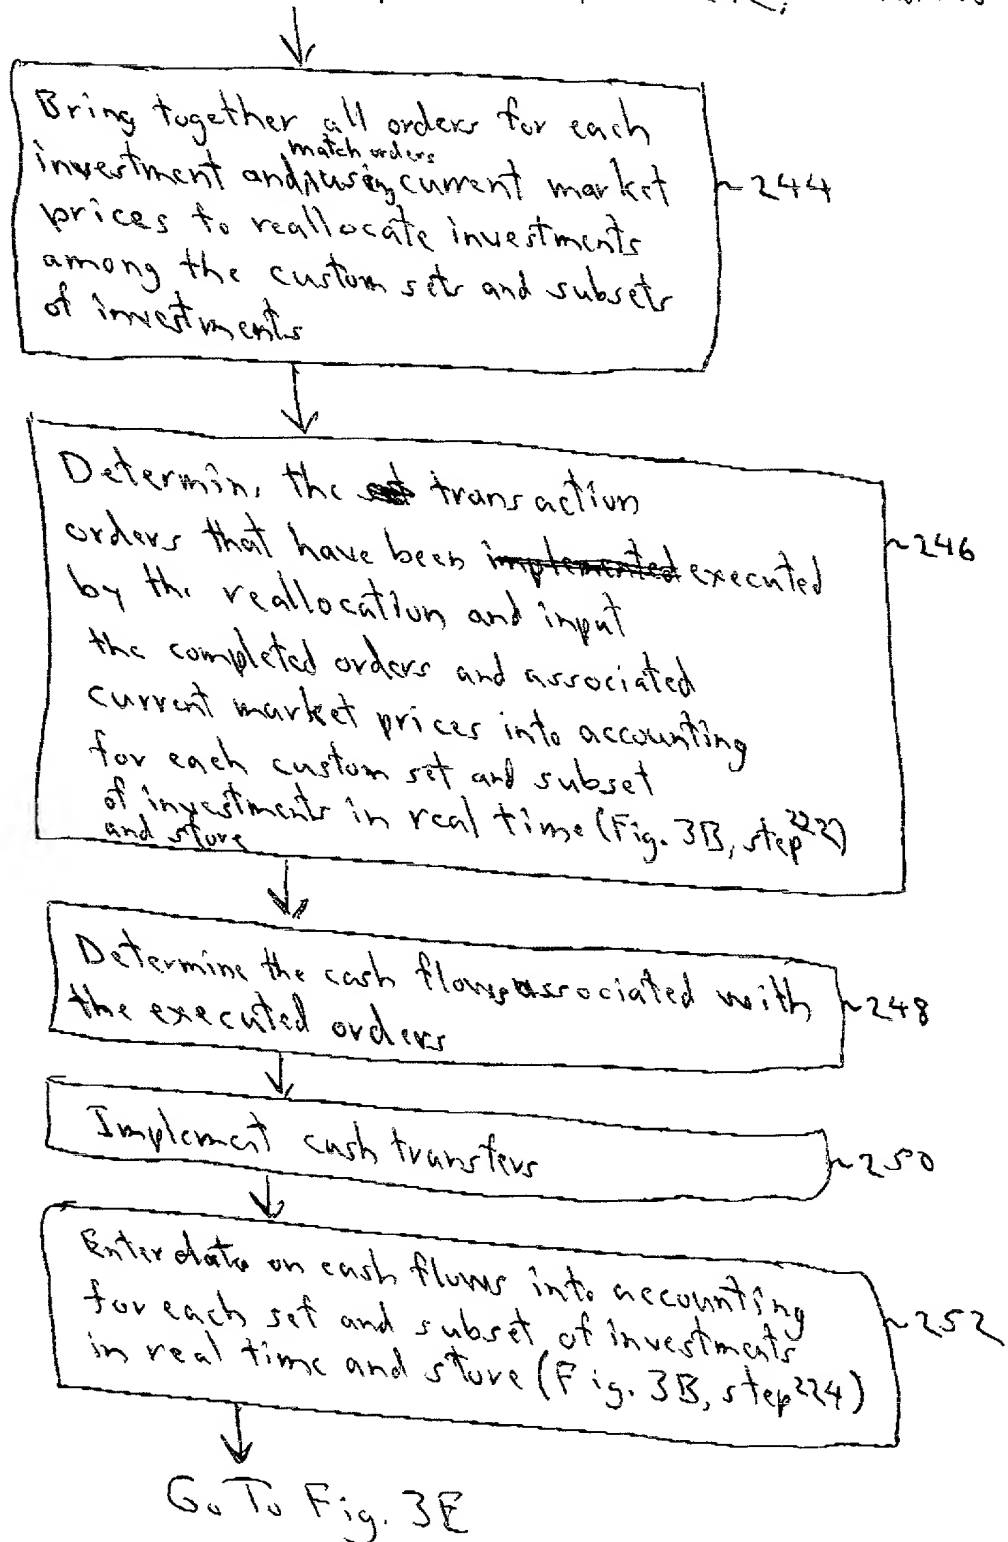 Bring together all orders for each
match orders
investment and using current market
prices to reallocate investments
among the custom sets and subsets
of investments
~244
Determine the transaction
orders that have been implemented executed
by the reallocation and input
the completed orders and associated
current market prices into accounting
for each custom set and subset
of investments in real time (Fig. 3B, step 222)
and store
~246
Determine the cash flows associated with
the executed orders
~248
Implement cash transfers
~250
Enter data on cash flows into accounting
for each set and subset of investments
in real time and store (Fig. 3B, step 224)
~252
Go To Fig. 3E